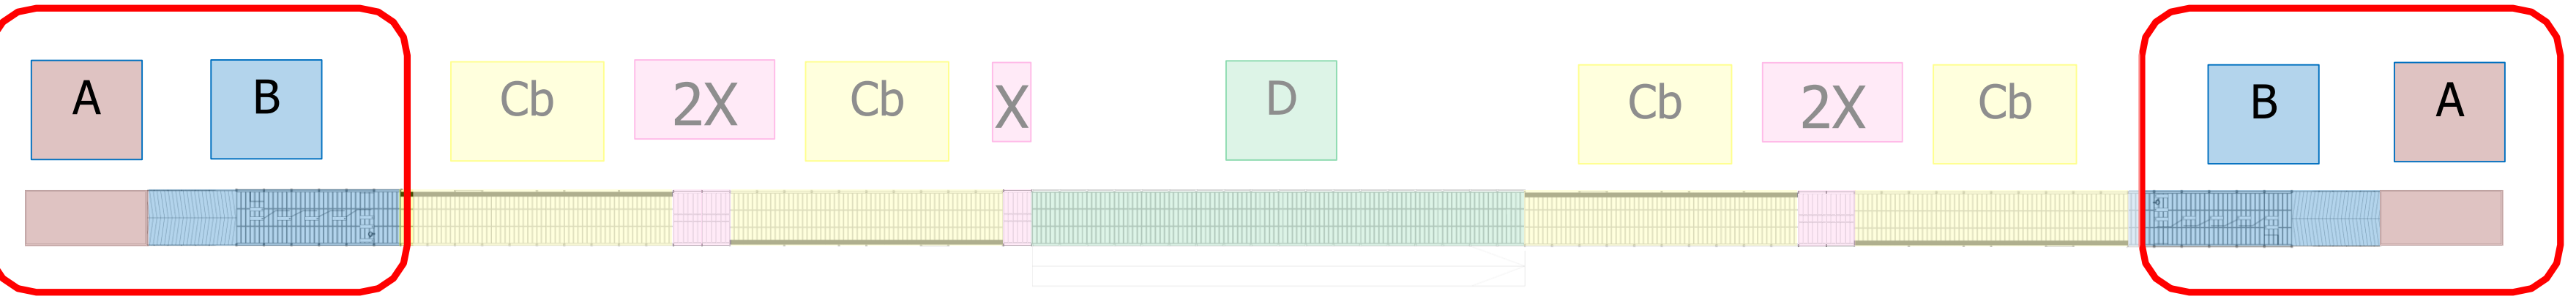 A B Cb 2X Cb X D Cb 2X Cb B A